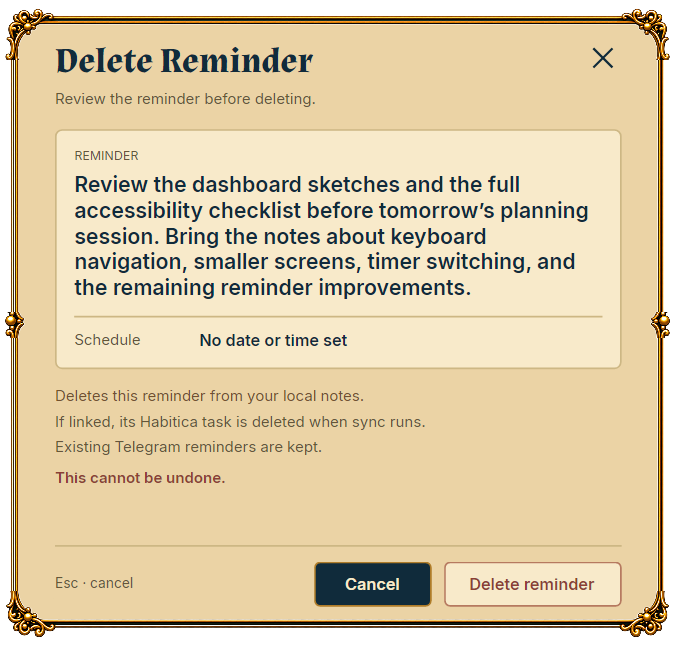 Delete Reminder
Review the reminder before deleting.
REMINDER
Review the dashboard sketches and the full
accessibility checklist before tomorrow’s planning
session. Bring the notes about keyboard
navigation, smaller screens, timer switching, and
the remaining reminder improvements.
Schedule No date or time set
Deletes this reminder from your local notes.
If linked, its Habitica task is deleted when sync runs.
Existing Telegram reminders are kept.
This cannot be undone.
Esc · cancel Cancel Delete reminder